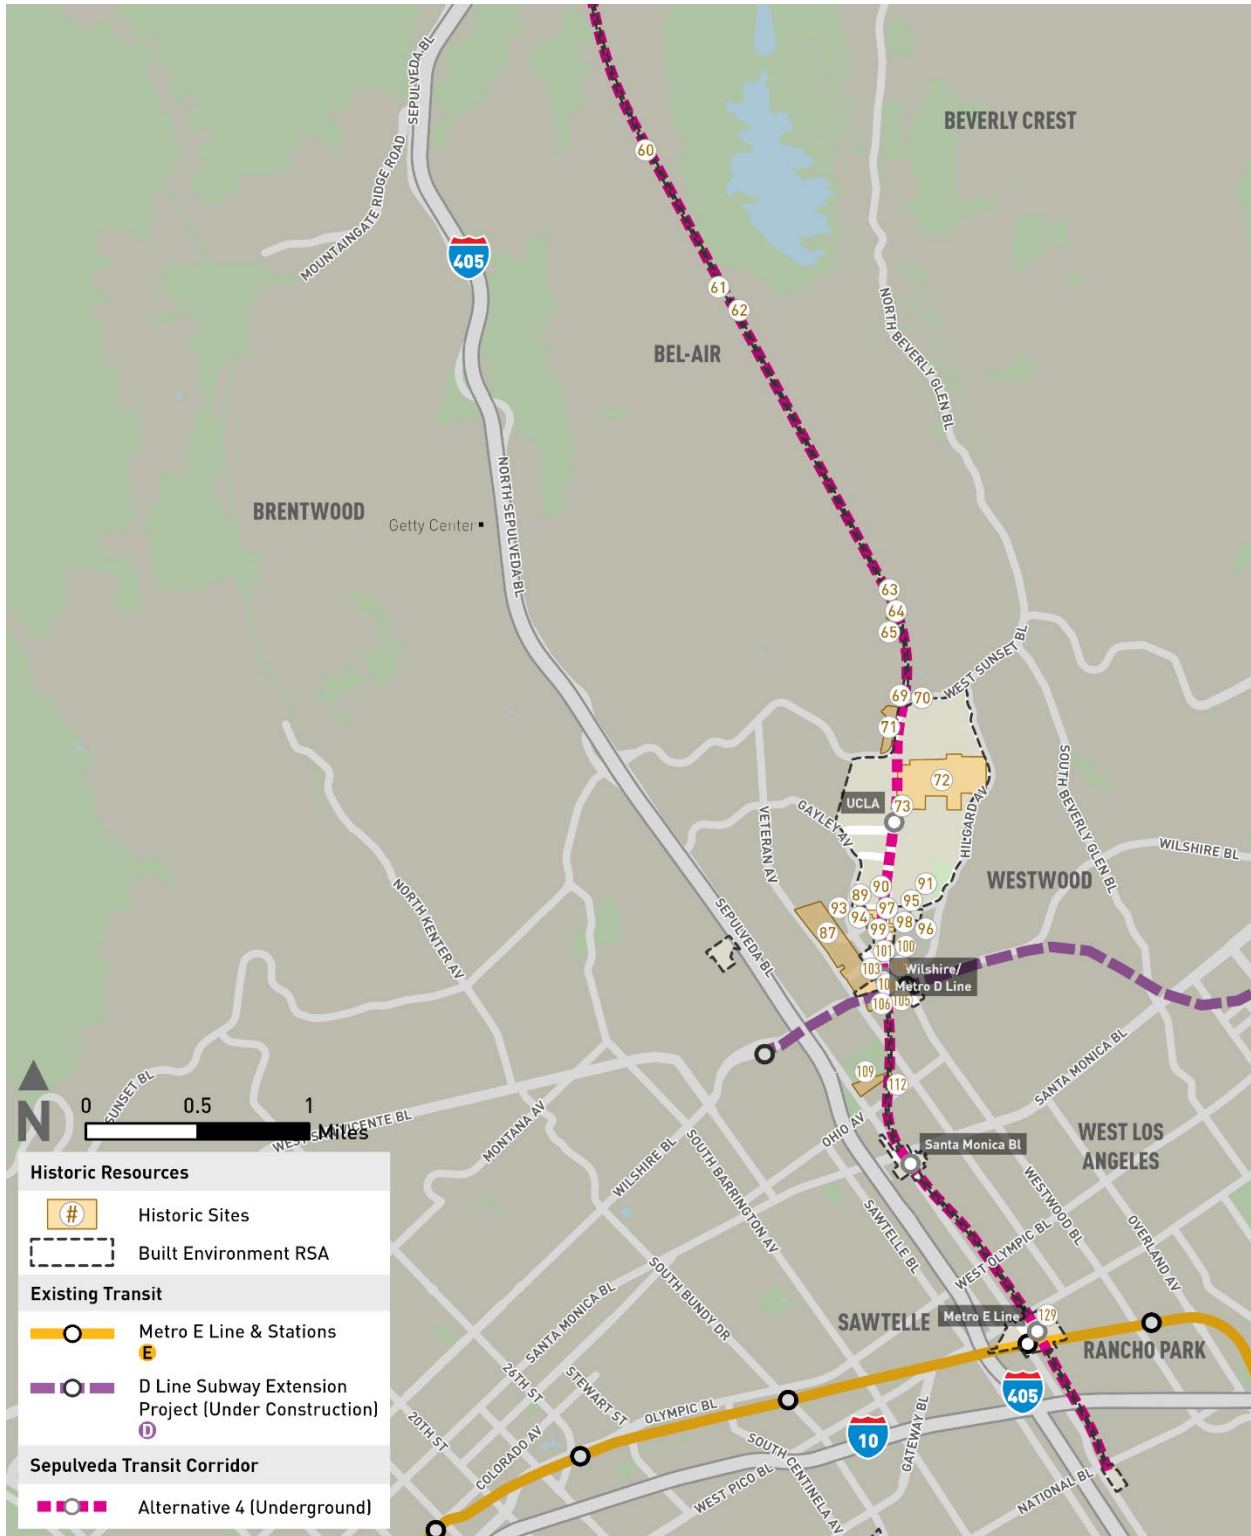 SEPULVEDA BL
BEVERLY CREST
MOUNTAINGATE RIDGE ROAD
60
405
61
62
NORTH BEVERLY GLEN BL
BEL-AIR
NORTH SEPULVEDA BL
BRENTWOOD
Getty Center
63
64
65
WEST SUNSET BL
69
70
71
72
73
UCLA
SOUTH BEVERLY GLEN BL
VETERAN AV
GAYLEY AV
HILGARD AV
WILSHIRE BL
WESTWOOD
NORTH KENTER AV
SEPULVEDA BL
90
91
89
93
95
97
94
87
98
99
96
101
100
103
Wilshire/
Metro D Line
106
105
109
112
SANTA MONICA BL
N
0 0.5 1
Miles
SUNSET BL
WEST SAN VICENTE BL
MONTANA AV
OHIO AV
WILSHIRE BL
SOUTH BARRINGTON AV
Santa Monica Bl
WEST LOS
ANGELES
SAWTELLE BL
WESTWOOD BL
OVERLAND AV
WEST OLYMPIC BL
SANTA MONICA BL
SOUTH BUNDY DR
SAWTELLE
Metro E Line
129
RANCHO PARK
26TH ST
STEWART ST
20TH ST
COLORADO AV
OLYMPIC BL
405
10
GATEWAY BL
WEST PICO BL
SOUTH CENTINELA AV
NATIONAL BL
Historic Resources
# Historic Sites
Built Environment RSA
Existing Transit
Metro E Line & Stations
E
D Line Subway Extension
Project (Under Construction)
D
Sepulveda Transit Corridor
Alternative 4 (Underground)